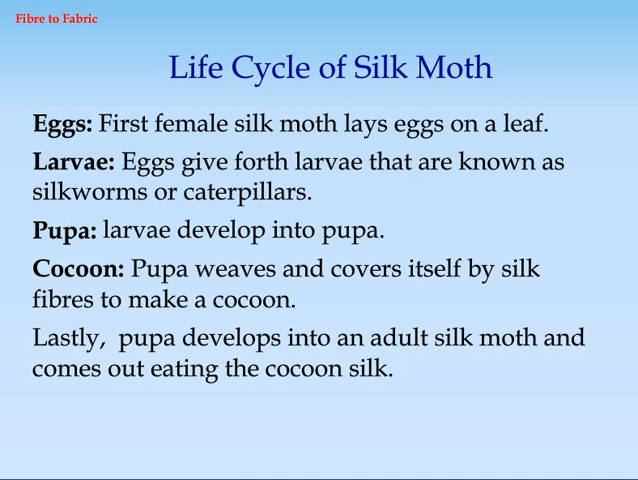 Fibre to Fabric
Life Cycle of Silk Moth
Eggs: First female silk moth lays eggs on a leaf.
Larvae: Eggs give forth larvae that are known as
silkworms or caterpillars.
Pupa: larvae develop into pupa.
Cocoon: Pupa weaves and covers itself by silk
fibres to make a cocoon.
Lastly,  pupa develops into an adult silk moth and
comes out eating the cocoon silk.